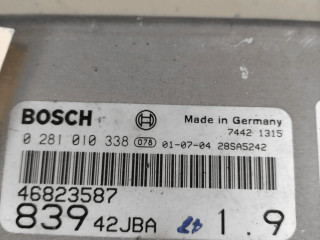 BOSCH Made in Germany
7442 1315
0 281 010 338 078 01-07-04 28SA5242
46823587
839 42JBA 1.9